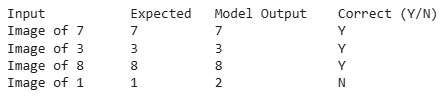 Input Expected Model Output Correct (Y/N)
Image of 7 7 7 Y
Image of 3 3 3 Y
Image of 8 8 8 Y
Image of 1 1 2 N